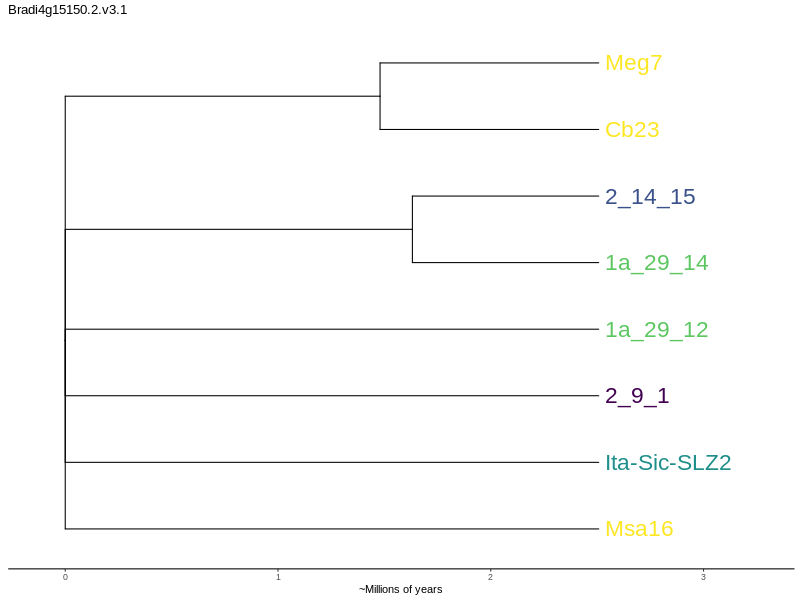 Bradi4g15150.2.v3.1
Meg7
Cb23
2_14_15
1a_29_14
1a_29_12
2_9_1
Ita-Sic-SLZ2
Msa16
0 1 2 3
~Millions of years